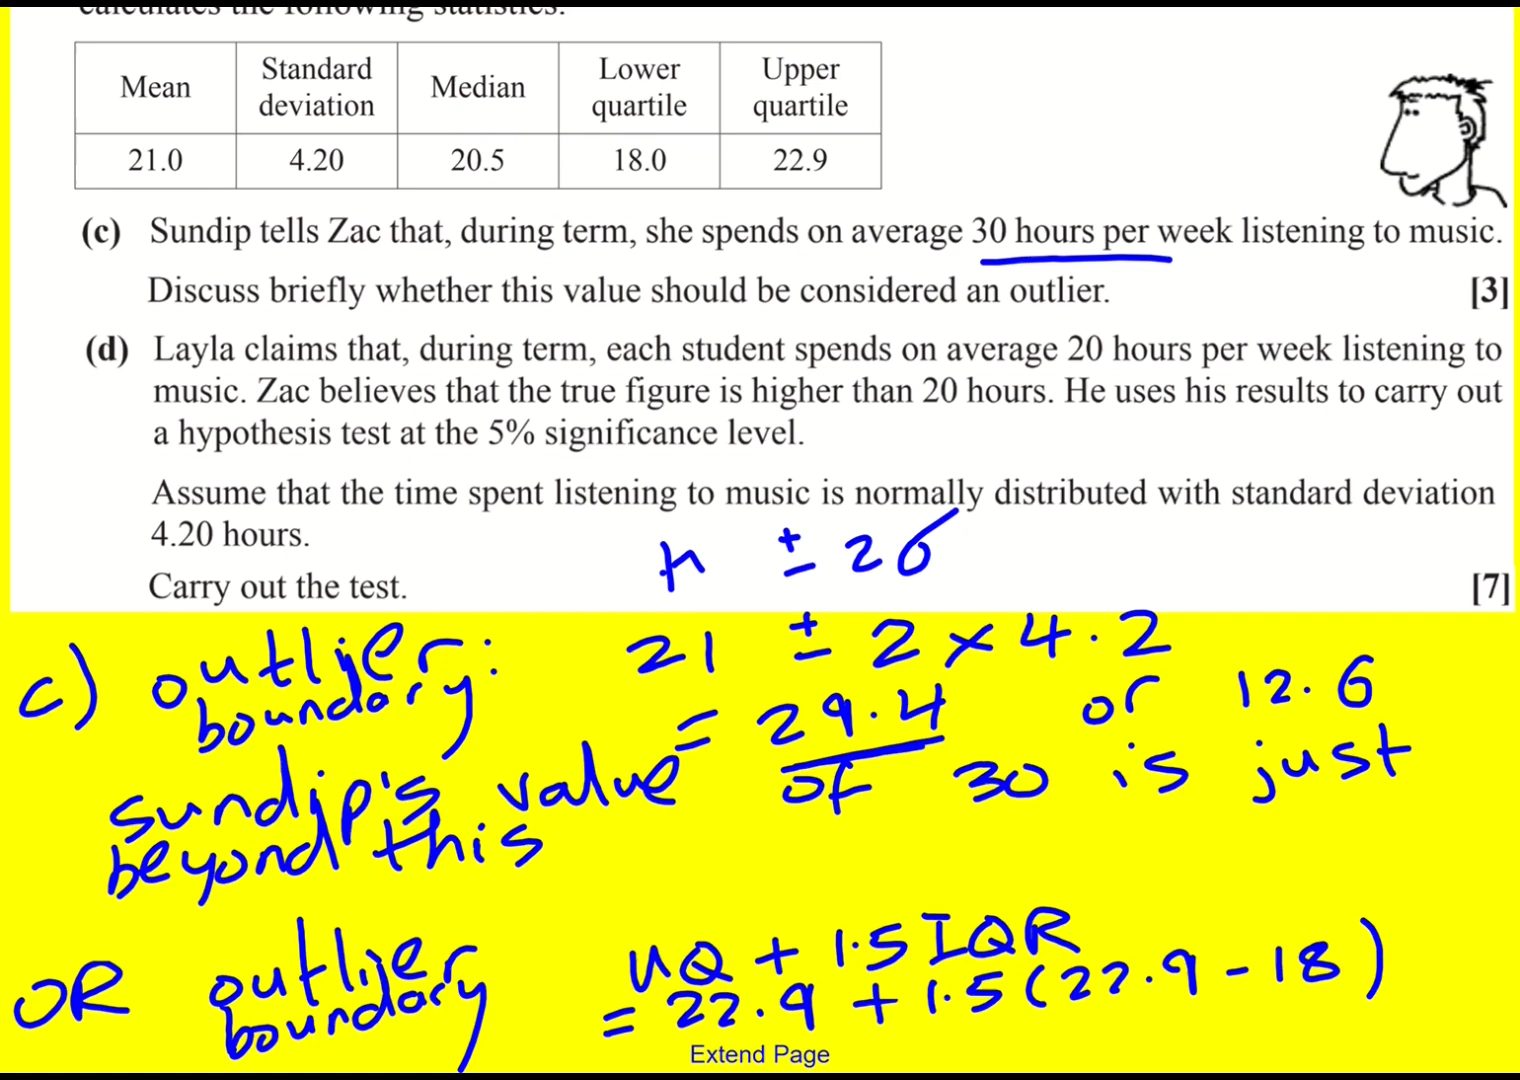 calculates the following statistics.
Mean Standard deviation Median Lower quartile Upper quartile
21.0 4.20 20.5 18.0 22.9
(c) Sundip tells Zac that, during term, she spends on average 30 hours per week listening to music.
Discuss briefly whether this value should be considered an outlier. [3]
(d) Layla claims that, during term, each student spends on average 20 hours per week listening to
music. Zac believes that the true figure is higher than 20 hours. He uses his results to carry out
a hypothesis test at the 5% significance level.
Assume that the time spent listening to music is normally distributed with standard deviation
4.20 hours.
μ ± 2σ
Carry out the test. [7]
c) outlier boundary: 21 ± 2 × 4.2
= 29.4 or 12.6
sundip's value of 30 is just
beyond this
OR outlier boundary UQ + 1.5 IQR
= 22.9 + 1.5 (22.9 - 18)
Extend Page